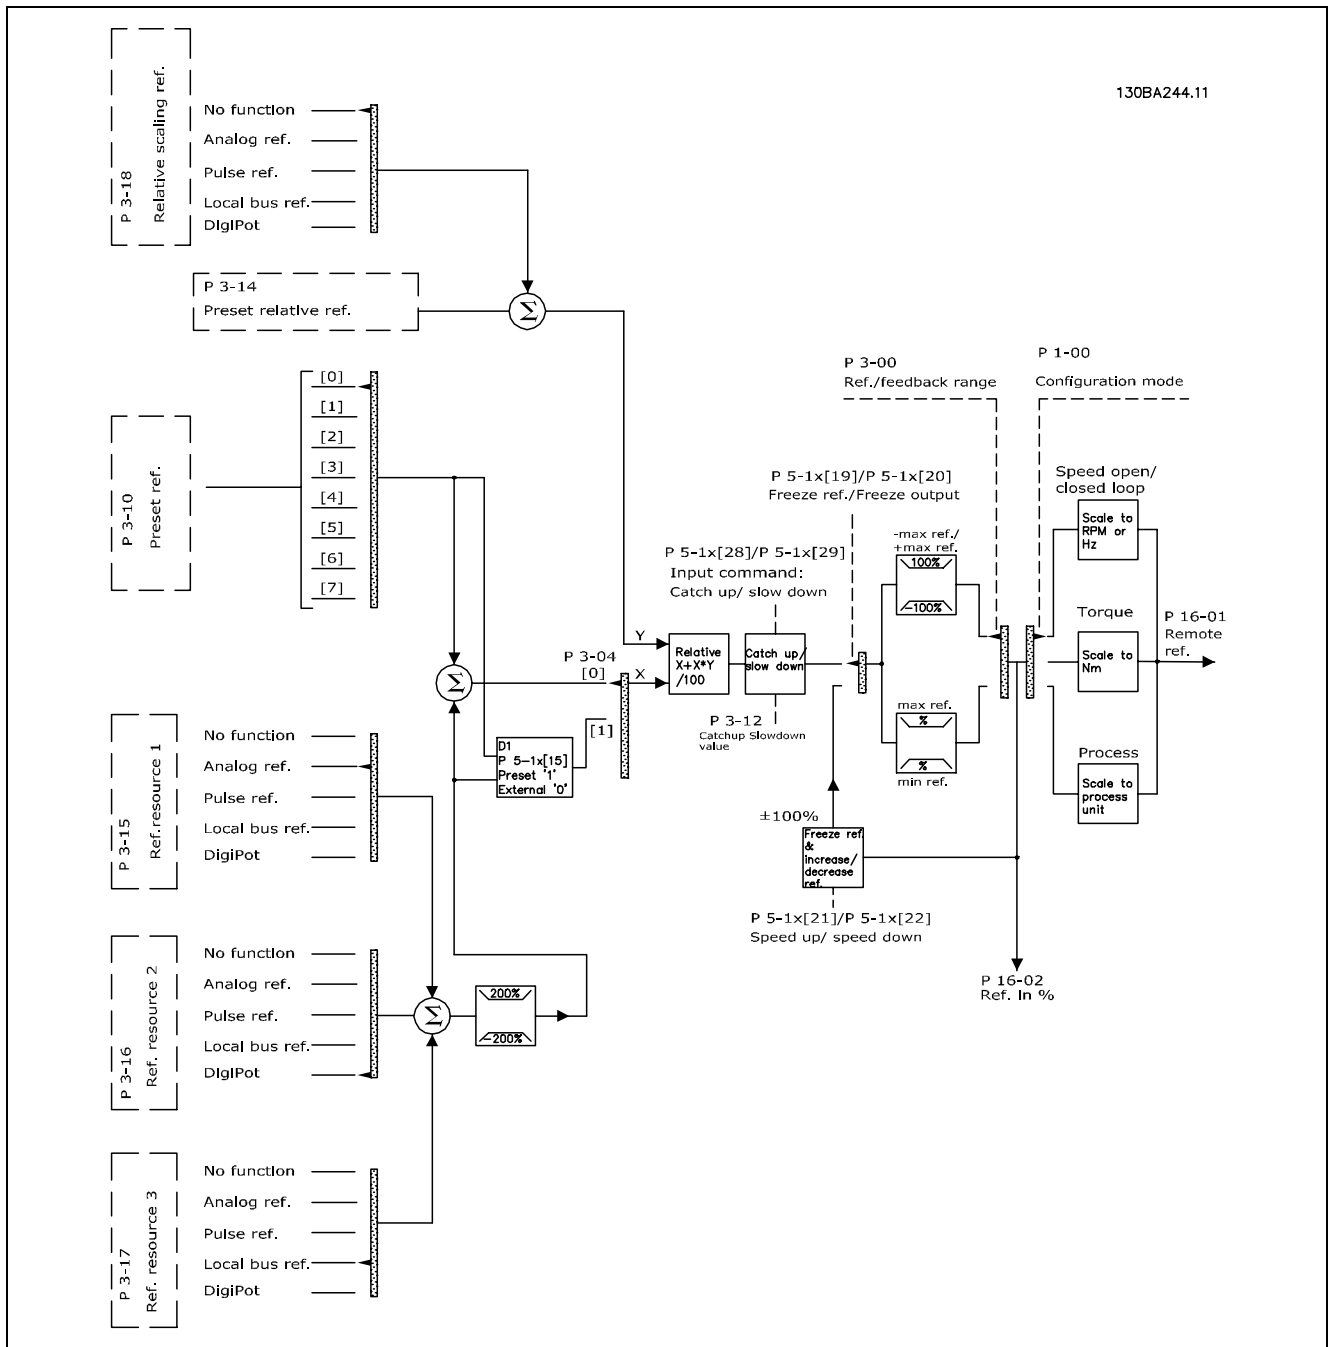 130BA244.11
P 3-18
Relative scaling ref.
No function
Analog ref.
Pulse ref.
Local bus ref.
DigiPot
P 3-14
Preset relative ref.
Σ
P 3-10
Preset ref.
[0]
[1]
[2]
[3]
[4]
[5]
[6]
[7]
P 3-15
Ref.resource 1
No function
Analog ref.
Pulse ref.
Local bus ref.
DigiPot
P 3-16
Ref. resource 2
No function
Analog ref.
Pulse ref.
Local bus ref.
DigiPot
P 3-17
Ref. resource 3
No function
Analog ref.
Pulse ref.
Local bus ref.
DigiPot
Σ
200%
-200%
Σ
D1
P 5-1x[15]
Preset '1'
External '0'
P 3-04
[0]
[1]
Y
X
Relative
X+X*Y
/100
P 5-1x[28]/P 5-1x[29]
Input command:
Catch up/ slow down
Catch up/
slow down
P 3-12
Catchup Slowdown
value
P 5-1x[19]/P 5-1x[20]
Freeze ref./Freeze output
±100%
Freeze ref.
&
increase/
decrease
ref.
P 5-1x[21]/P 5-1x[22]
Speed up/ speed down
P 3-00
Ref./feedback range
-max ref./
+max ref.
100%
-100%
max ref.
%
%
min ref.
P 1-00
Configuration mode
Speed open/
closed loop
Scale to
RPM or
Hz
Torque
Scale to
Nm
Process
Scale to
process
unit
P 16-01
Remote
ref.
P 16-02
Ref. In %